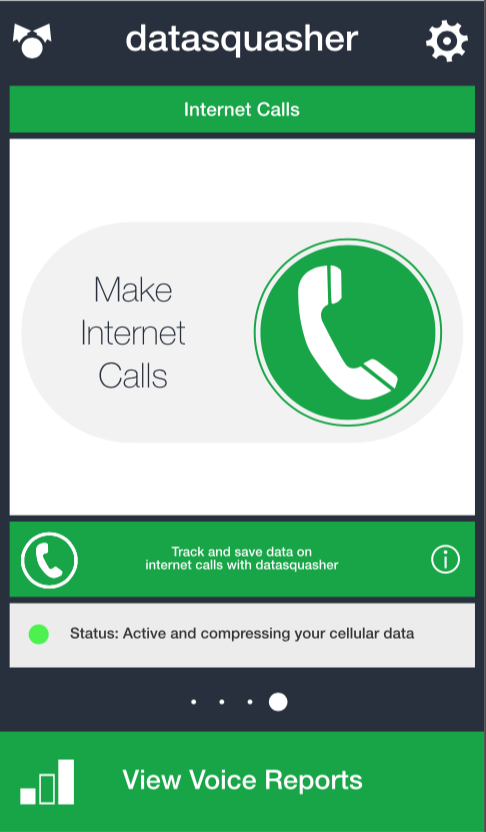 datasquasher
Internet Calls
Make
Internet
Calls
Track and save data on
internet calls with datasquasher
Status: Active and compressing your cellular data
View Voice Reports